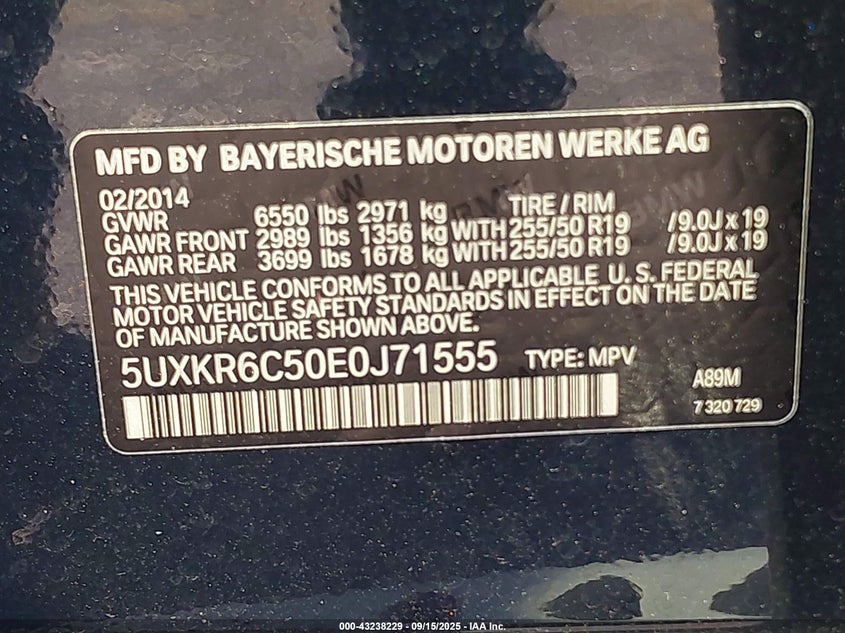 MFD BY BAYERISCHE MOTOREN WERKE AG
02/2014 TIRE / RIM
GVWR 6550 lbs 2971 kg
GAWR FRONT 2989 lbs 1356 kg WITH 255/50 R19 /9.0J x 19
GAWR REAR 3699 lbs 1678 kg WITH 255/50 R19 /9.0J x 19
THIS VEHICLE CONFORMS TO ALL APPLICABLE U.S. FEDERAL
MOTOR VEHICLE SAFETY STANDARDS IN EFFECT ON THE DATE
OF MANUFACTURE SHOWN ABOVE.
5UXKR6C50E0J71555 TYPE: MPV
A89M
7 320 729
000-43238229 - 09/15/2025 - IAA Inc.